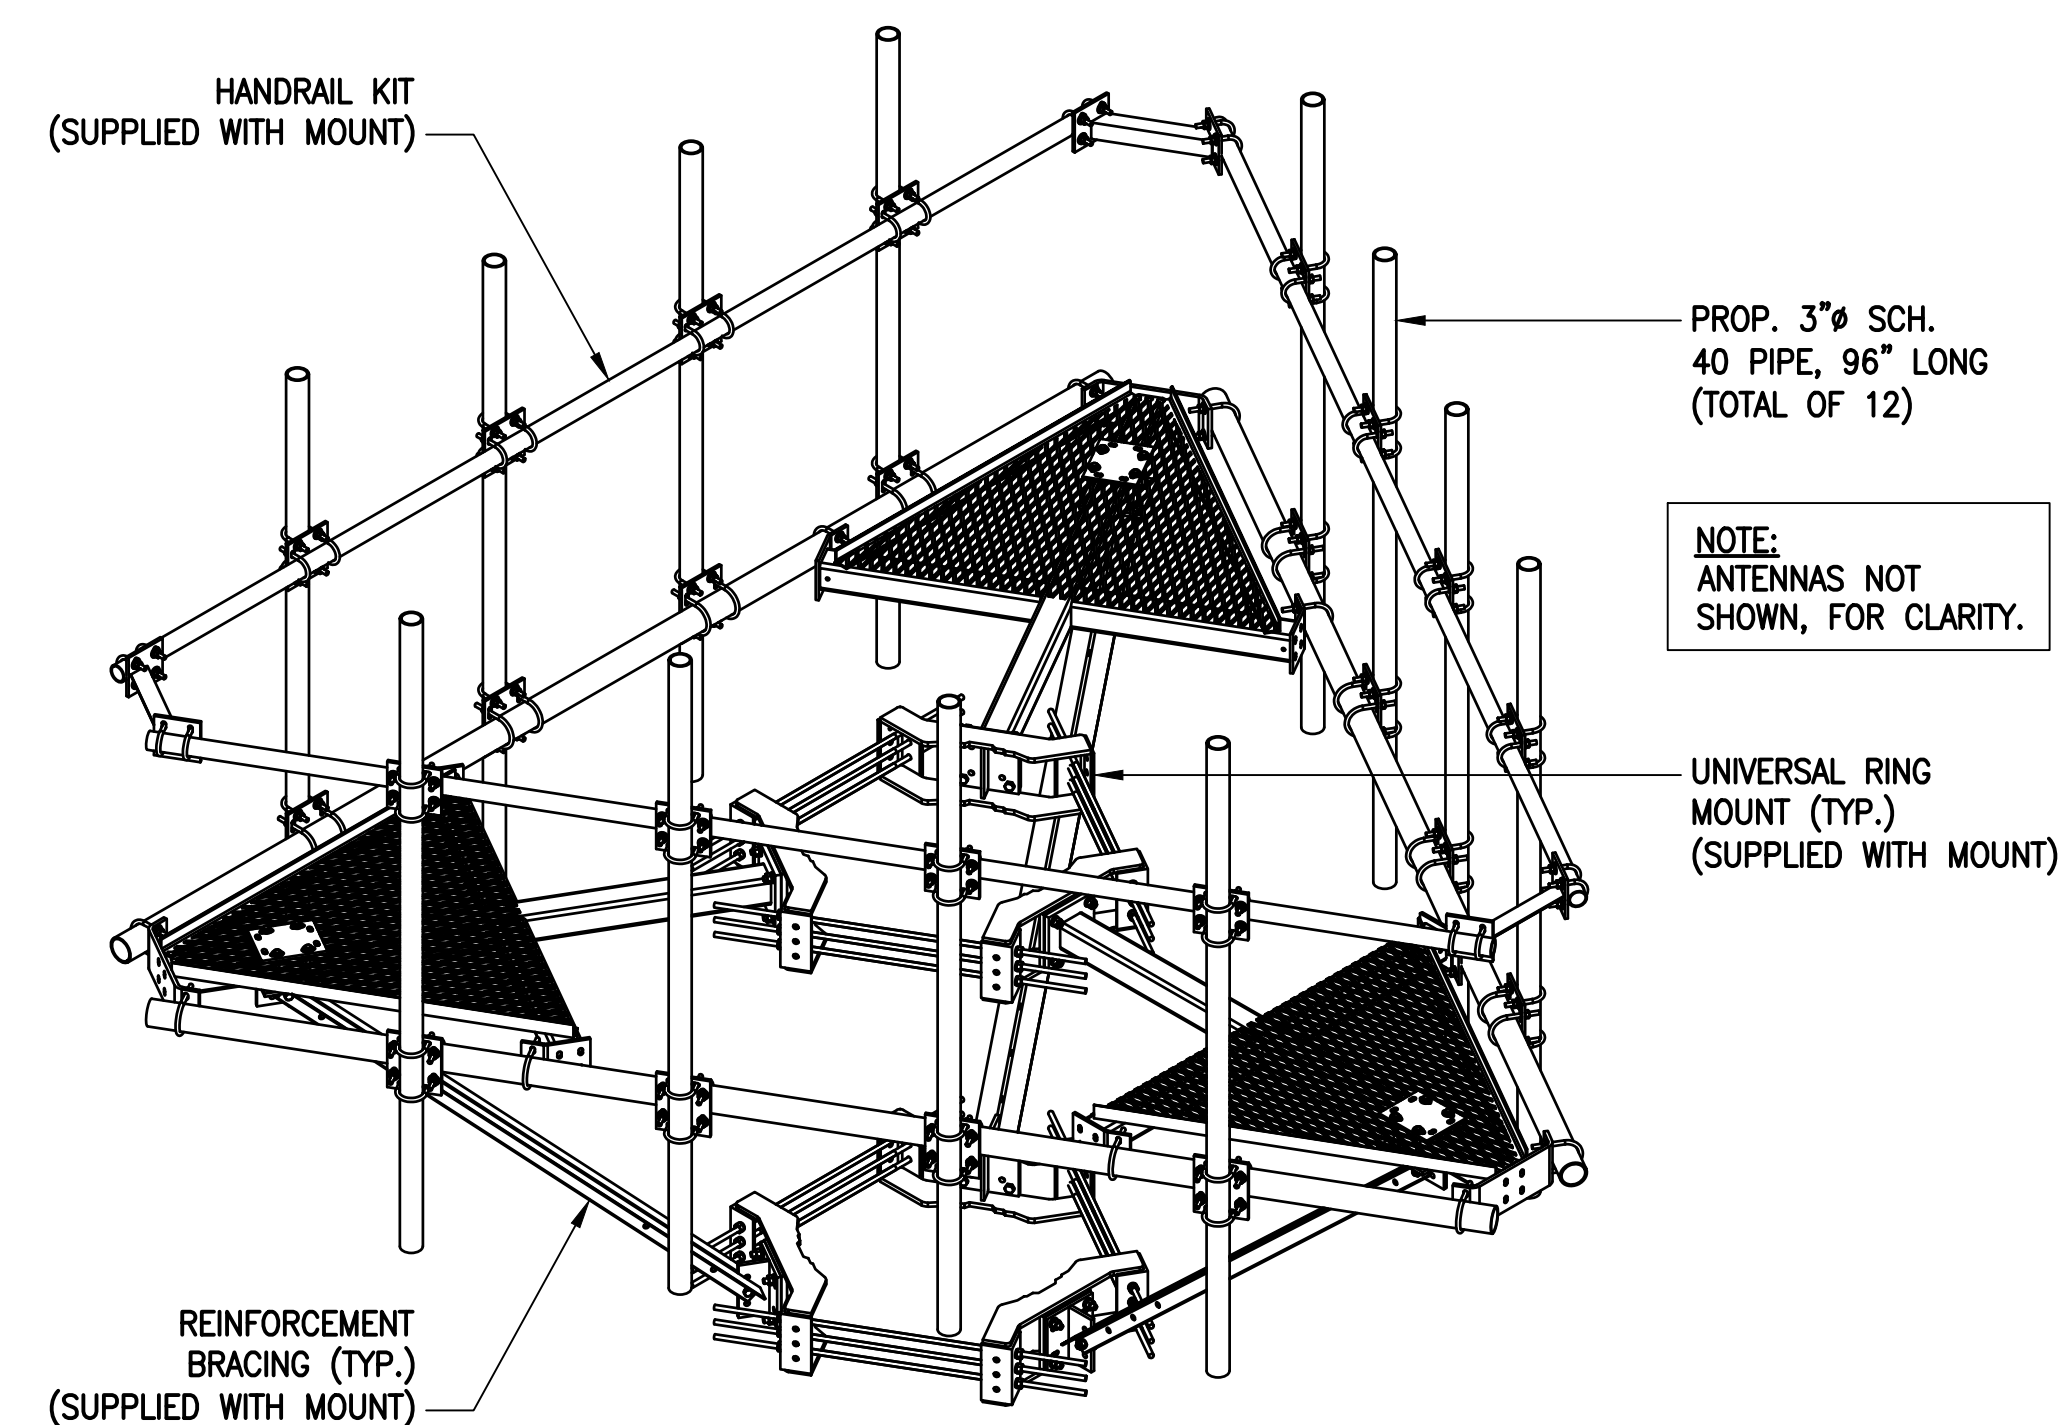 HANDRAIL KIT
(SUPPLIED WITH MOUNT)
PROP. 3"ø SCH.
40 PIPE, 96" LONG
(TOTAL OF 12)
NOTE:
ANTENNAS NOT
SHOWN, FOR CLARITY.
UNIVERSAL RING
MOUNT (TYP.)
(SUPPLIED WITH MOUNT)
REINFORCEMENT
BRACING (TYP.)
(SUPPLIED WITH MOUNT)